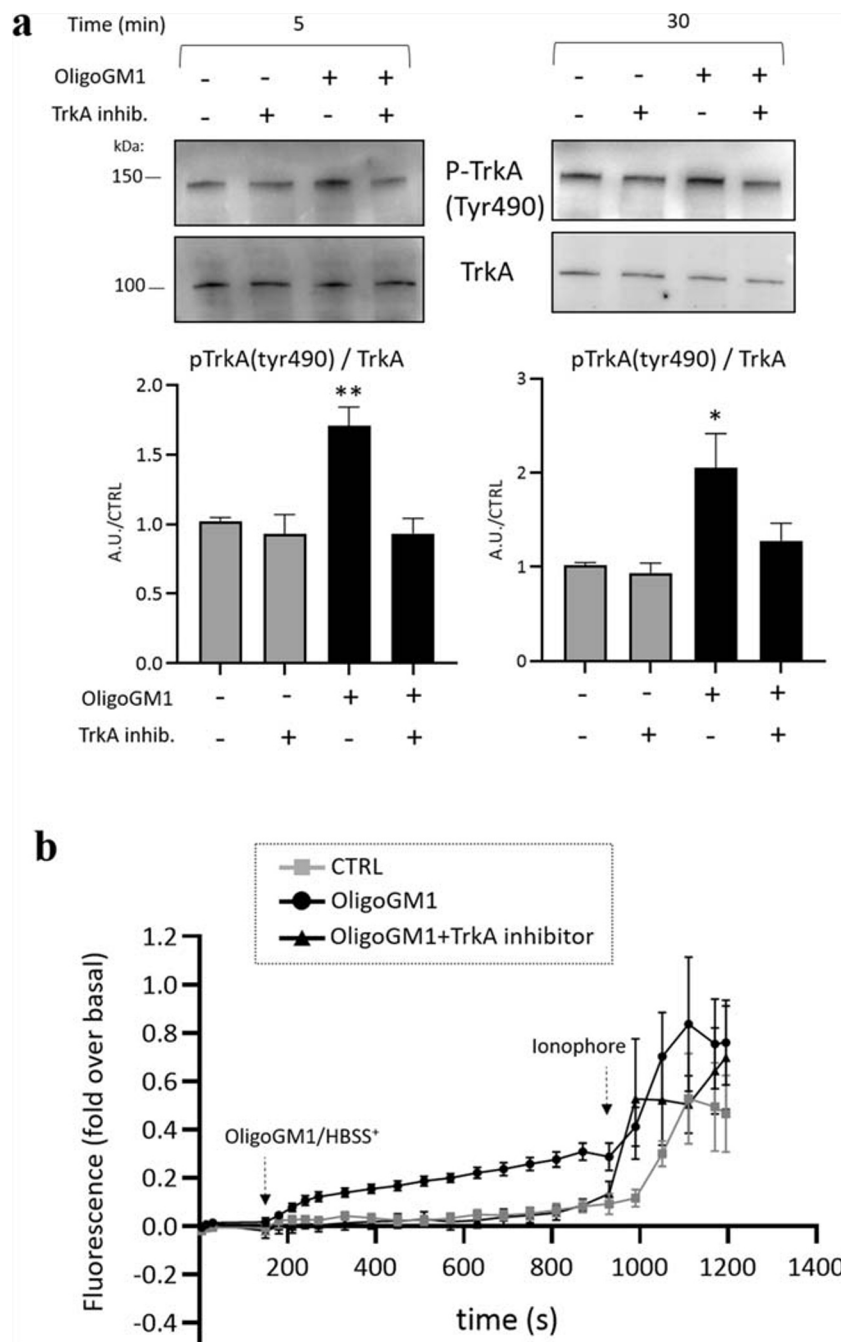 a
Time (min) 5 30
OligoGM1 - - + + - - + +
TrkA inhib. - + - + - + - +
kDa:
150
P-TrkA
(Tyr490)
100
TrkA
pTrkA(tyr490) / TrkA
pTrkA(tyr490) / TrkA
2.0
1.5
1.0
0.5
0.0
A.U./CTRL
**
3
2
1
0
A.U./CTRL
*
OligoGM1 - - + + - - + +
TrkA inhib. - + - + - + - +
b
CTRL
OligoGM1
OligoGM1+TrkA inhibitor
Fluorescence (fold over basal)
1.2
1.0
0.8
0.6
0.4
0.2
0.0
-0.2
-0.4
OligoGM1/HBSS⁺
Ionophore
200 400 600 800 1000 1200 1400
time (s)